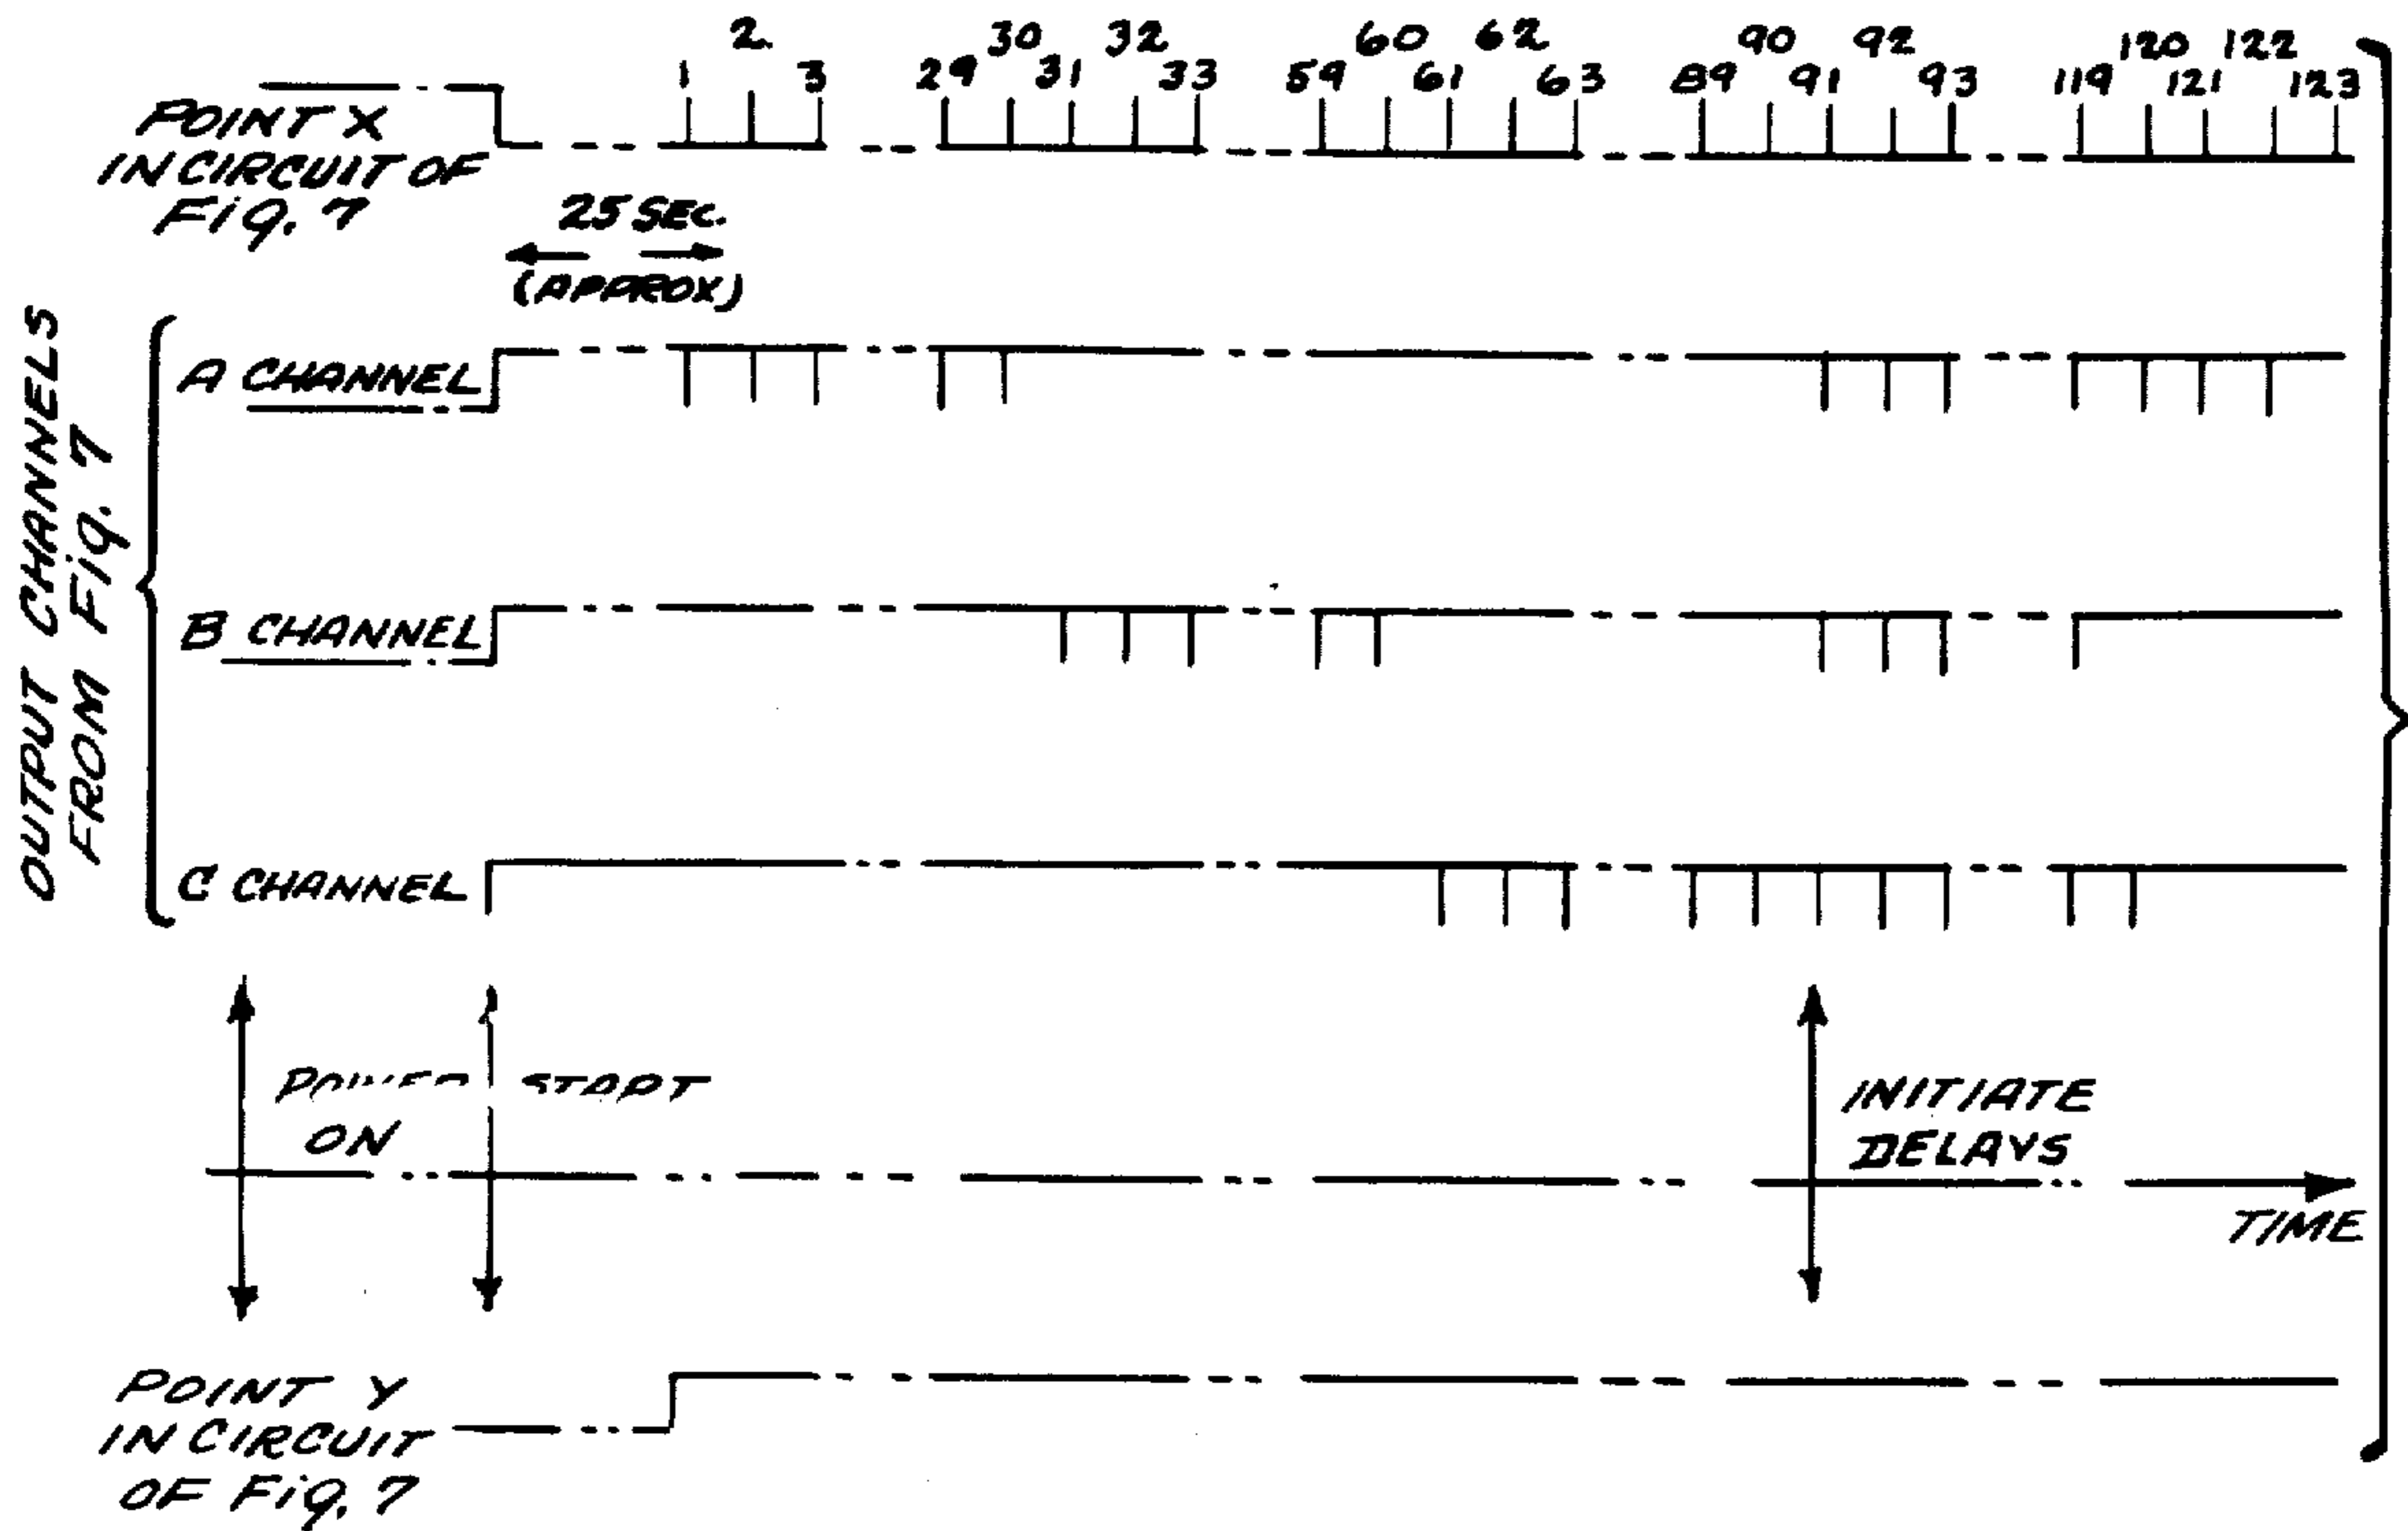 2
30 32
60 62
90 92
120 122
1 3
29 31 33
59 61 63
89 91 93
119 121 123
POINT X
IN CIRCUIT OF
FIG. 7
25 SEC.
(APPROX)
OUTPUT CHANNELS
FROM FIG. 7
A CHANNEL
B CHANNEL
C CHANNEL
POWER
ON
START
INITIATE
DELAYS
TIME
POINT Y
IN CIRCUIT
OF FIG. 7